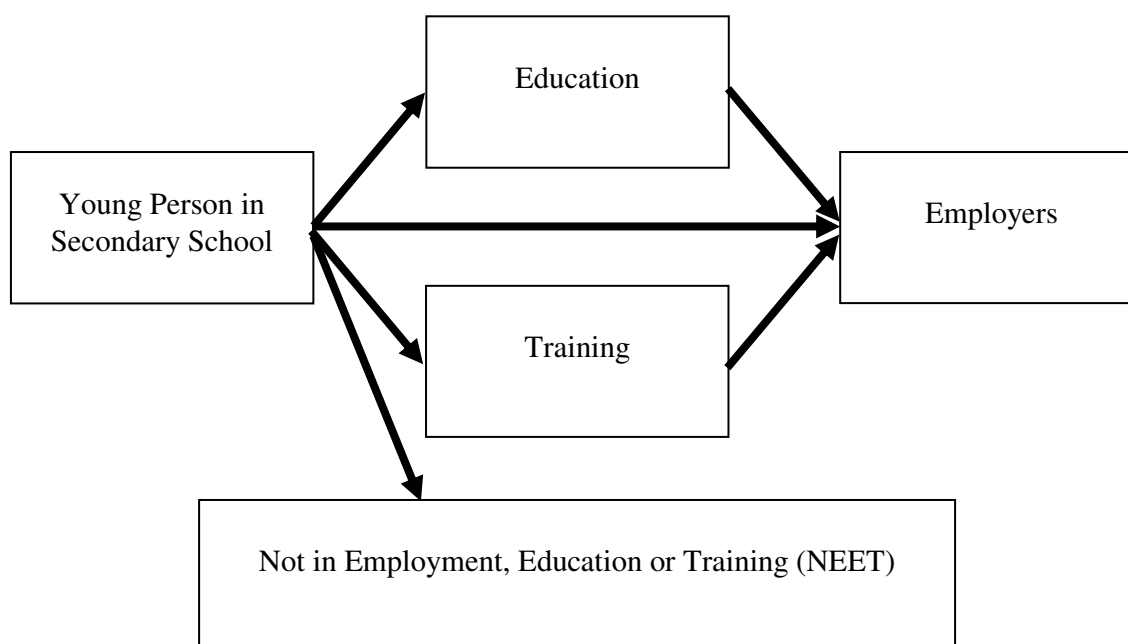 Education
Young Person in
Secondary School
Employers
Training
Not in Employment, Education or Training (NEET)